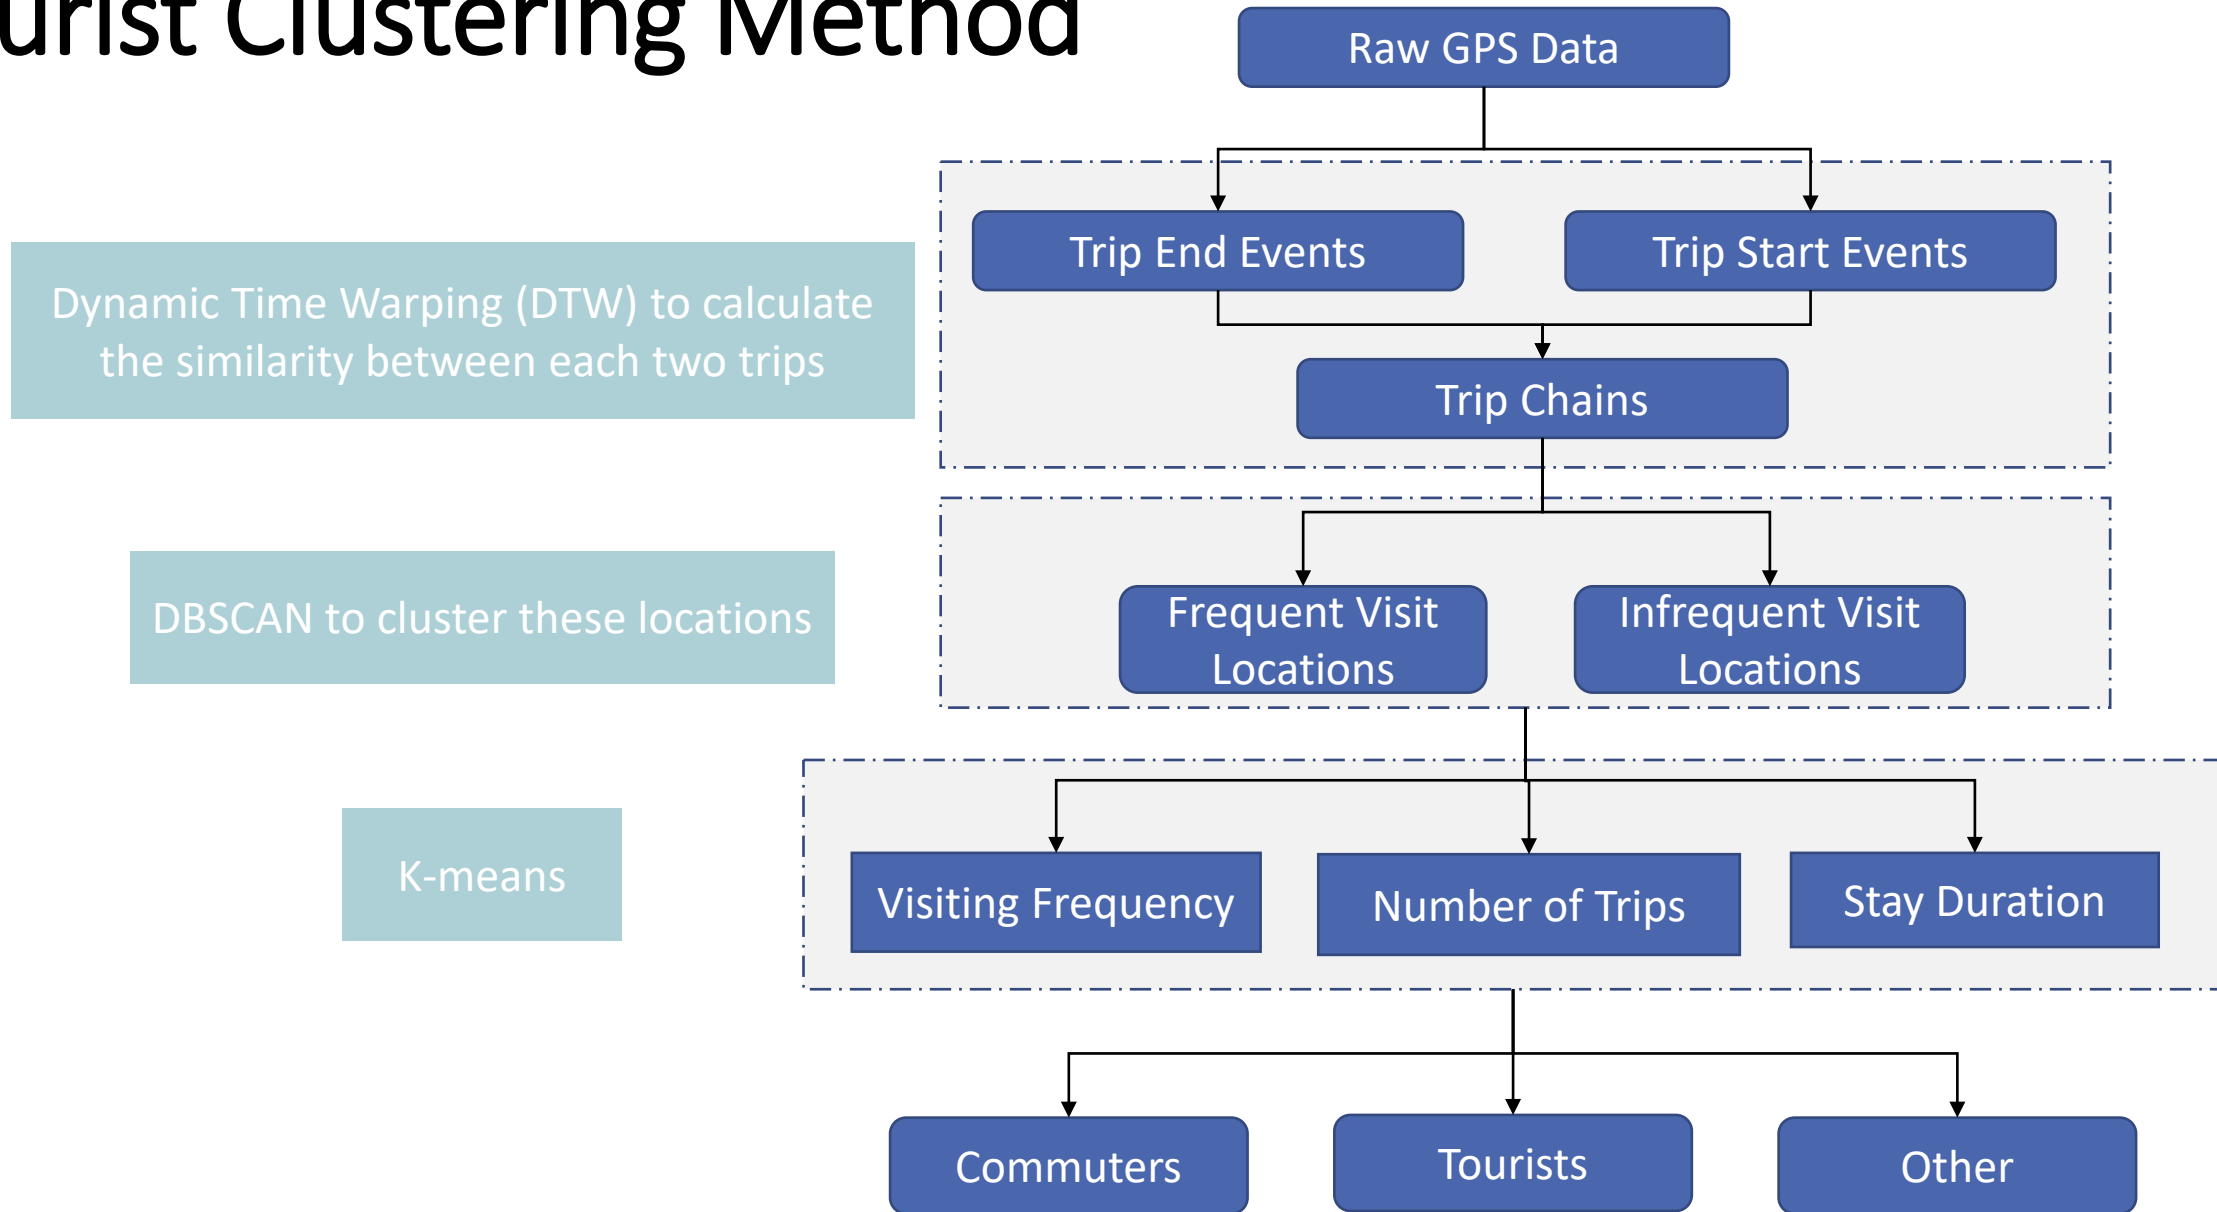 urist Clustering Method
Raw GPS Data
Trip End Events
Trip Start Events
Dynamic Time Warping (DTW) to calculate
the similarity between each two trips
Trip Chains
DBSCAN to cluster these locations
Frequent Visit
Locations
Infrequent Visit
Locations
K-means
Visiting Frequency
Number of Trips
Stay Duration
Commuters
Tourists
Other